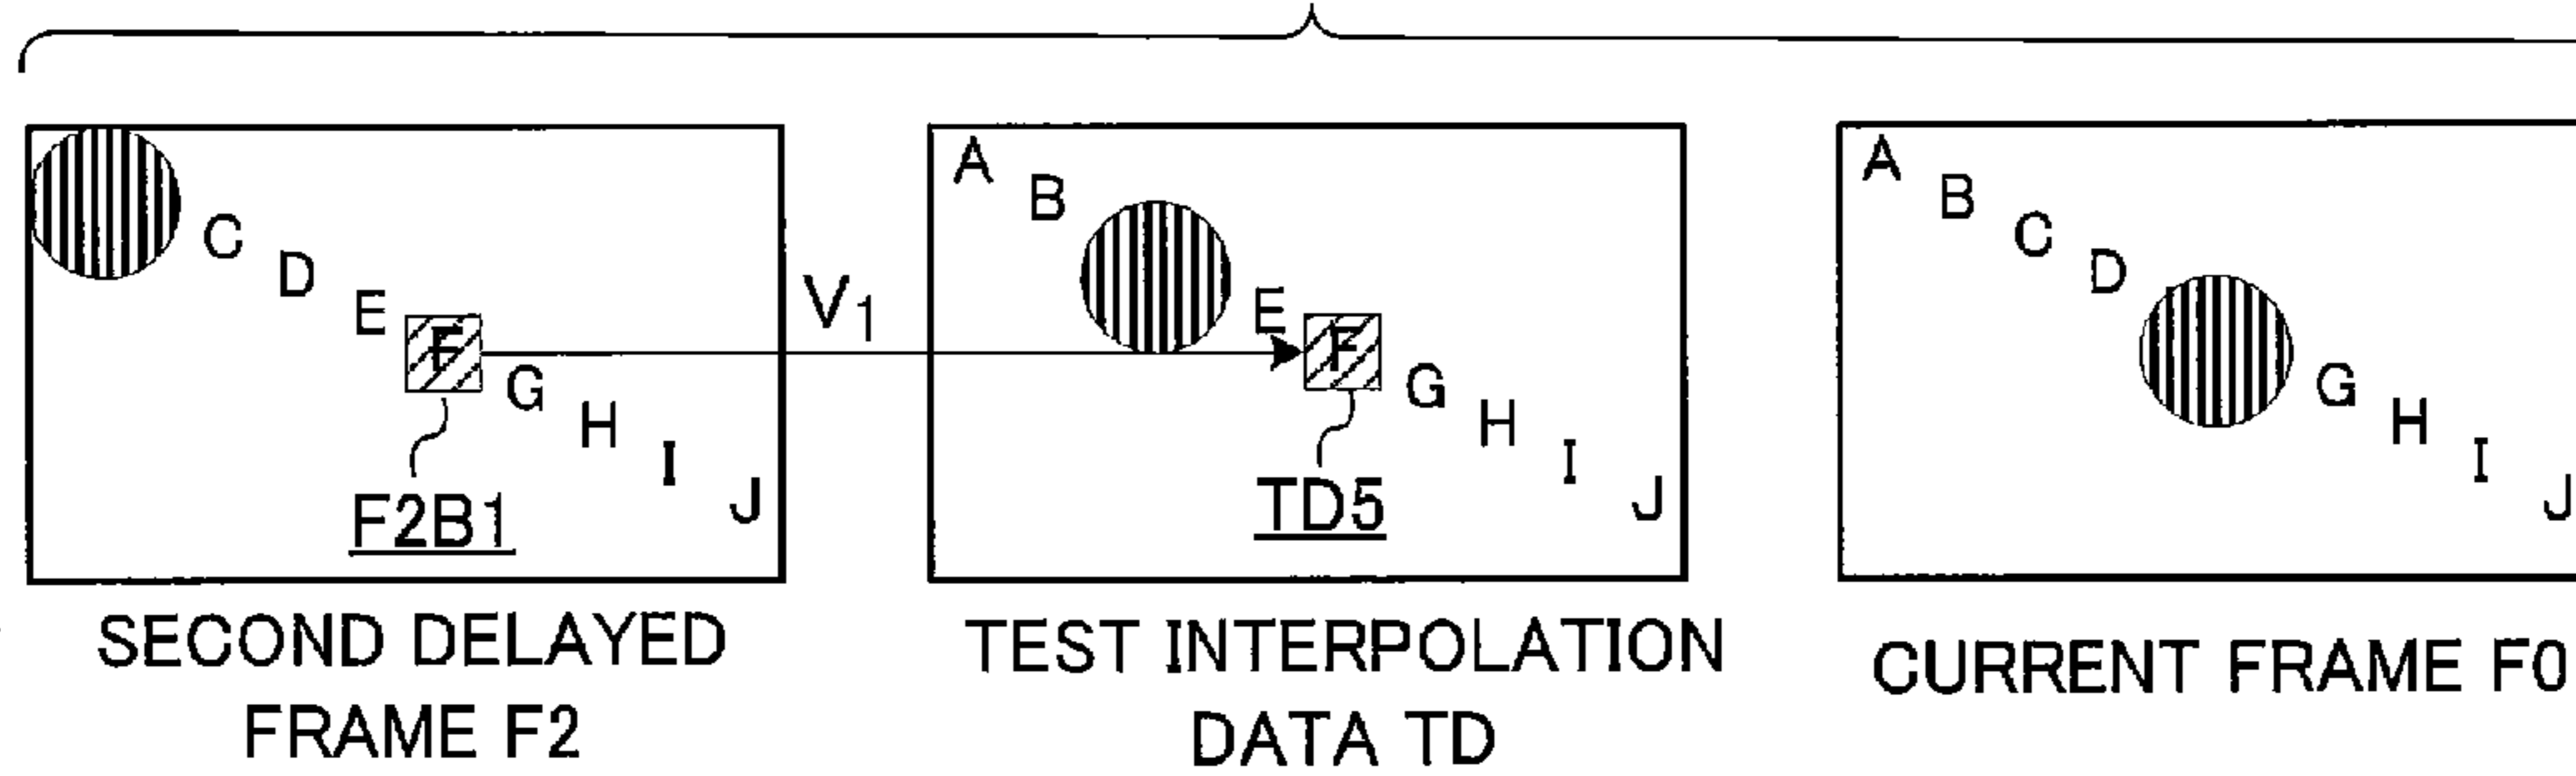 C D E F G H I J
F2B1
V1
A B E F G H I J
TD5
A B C D G H I J
SECOND DELAYED
FRAME F2
TEST INTERPOLATION
DATA TD
CURRENT FRAME F0